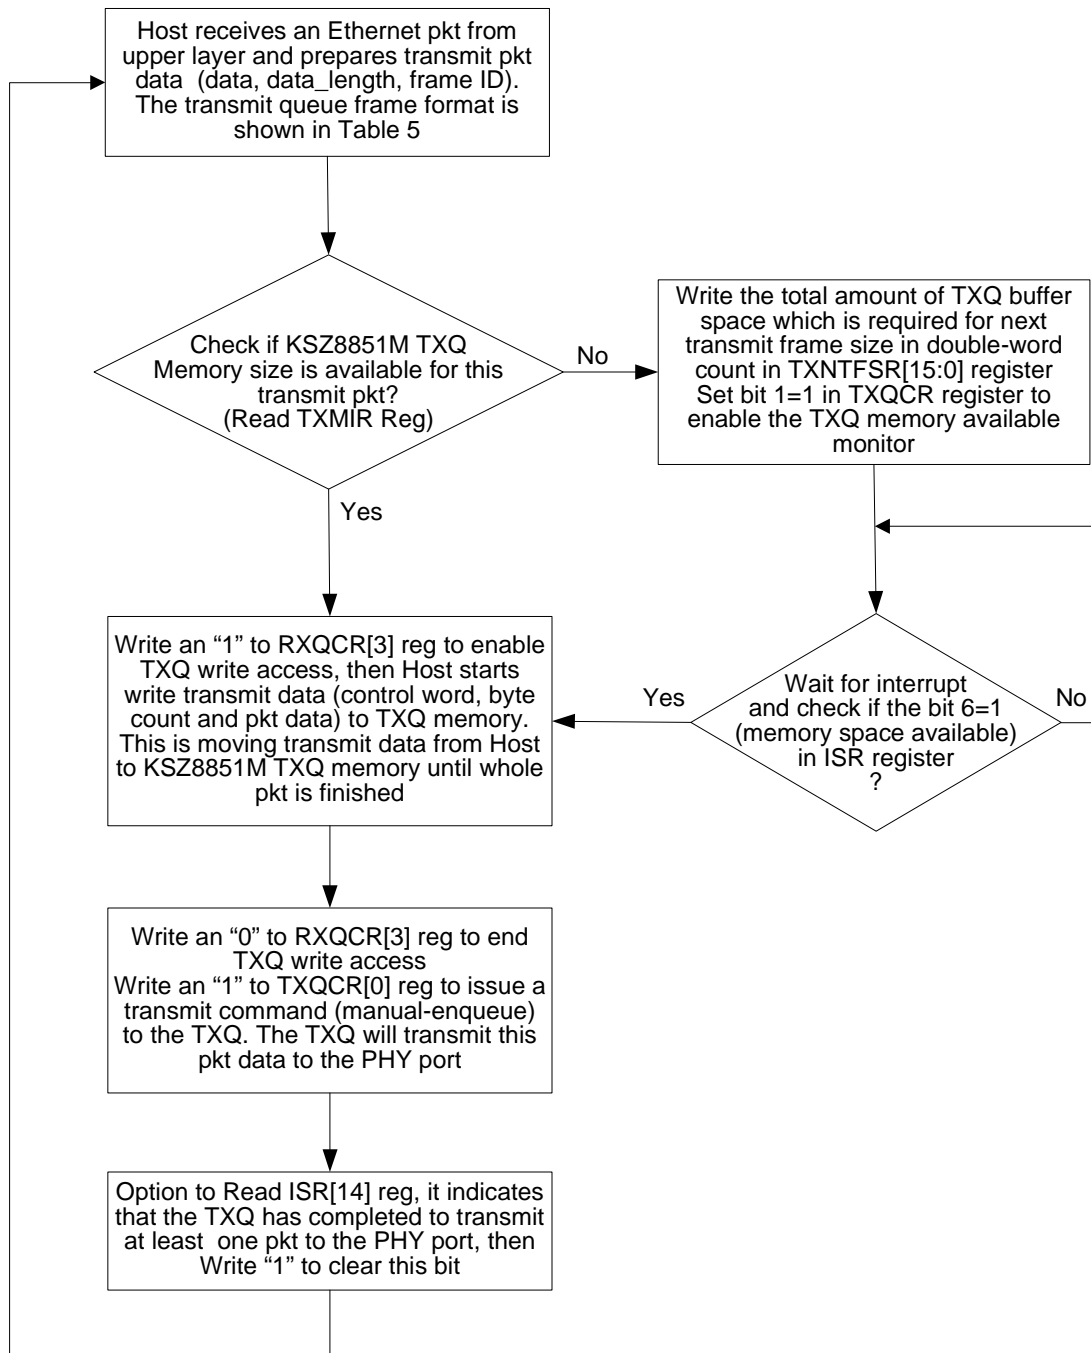 Host receives an Ethernet pkt from
upper layer and prepares transmit pkt
data (data, data_length, frame ID).
The transmit queue frame format is
shown in Table 5
Check if KSZ8851M TXQ
Memory size is available for this
transmit pkt?
(Read TXMIR Reg)
No
Write the total amount of TXQ buffer
space which is required for next
transmit frame size in double-word
count in TXNTFSR[15:0] register
Set bit 1=1 in TXQCR register to
enable the TXQ memory available
monitor
Yes
Write an “1” to RXQCR[3] reg to enable
TXQ write access, then Host starts
write transmit data (control word, byte
count and pkt data) to TXQ memory.
This is moving transmit data from Host
to KSZ8851M TXQ memory until whole
pkt is finished
Yes
Wait for interrupt
and check if the bit 6=1
(memory space available)
in ISR register
?
No
Write an “0” to RXQCR[3] reg to end
TXQ write access
Write an “1” to TXQCR[0] reg to issue a
transmit command (manual-enqueue)
to the TXQ. The TXQ will transmit this
pkt data to the PHY port
Option to Read ISR[14] reg, it indicates
that the TXQ has completed to transmit
at least one pkt to the PHY port, then
Write “1” to clear this bit